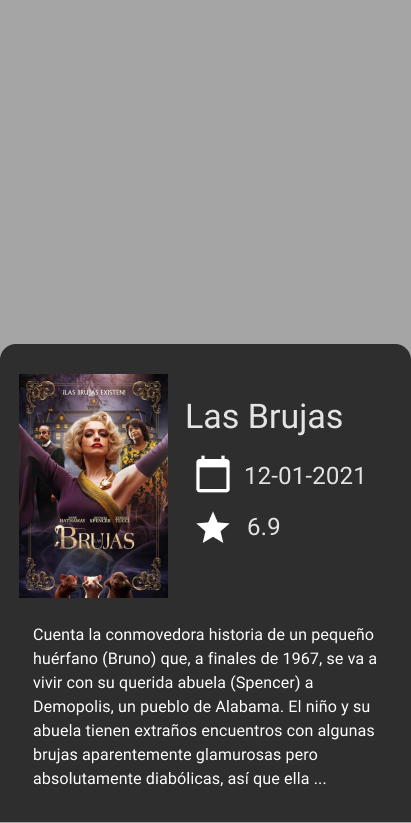 ¡LAS BRUJAS EXISTEN!
HATHAWAY SPENCER TUCCI
BRUJAS
Las Brujas
12-01-2021
6.9
Cuenta la conmovedora historia de un pequeño
huérfano (Bruno) que, a finales de 1967, se va a
vivir con su querida abuela (Spencer) a
Demopolis, un pueblo de Alabama. El niño y su
abuela tienen extraños encuentros con algunas
brujas aparentemente glamurosas pero
absolutamente diabólicas, así que ella ...